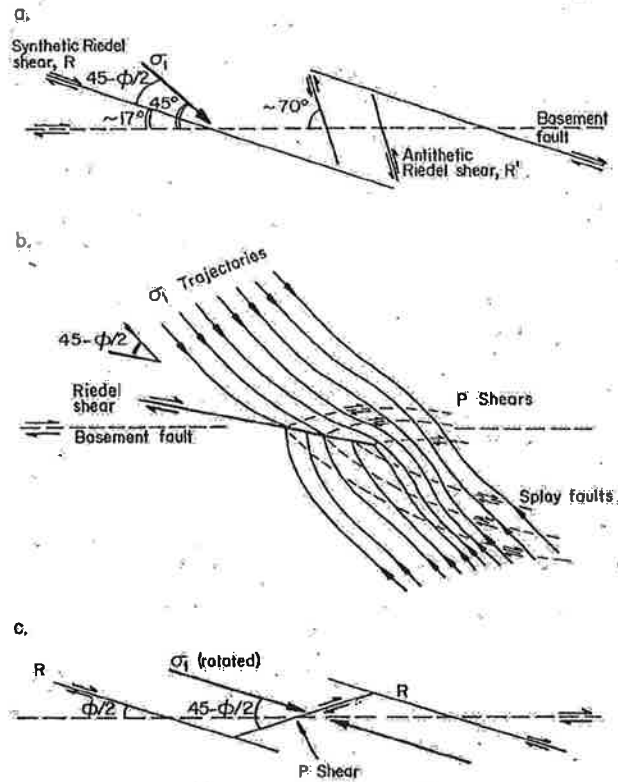 a.
Synthetic Riedel
shear, R
σ₁
45-ϕ/2
45°
~17°
~70°
Basement
fault
Antithetic
Riedel shear, R'
b.
σ₁ Trajectories
45-ϕ/2
Riedel
shear
Basement fault
P Shears
Splay faults
c.
R
σ₁ (rotated)
ϕ/2
45-ϕ/2
R
P Shear